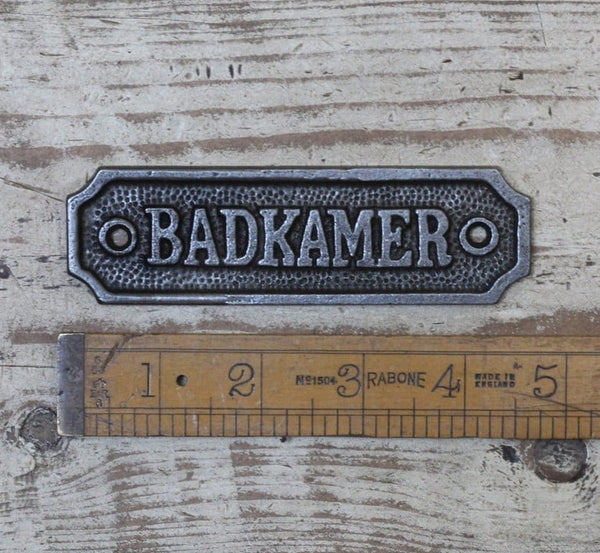 BADKAMER
1 2 Nº1504 3 RABONE 4 MADE IN 5
ENGLAND